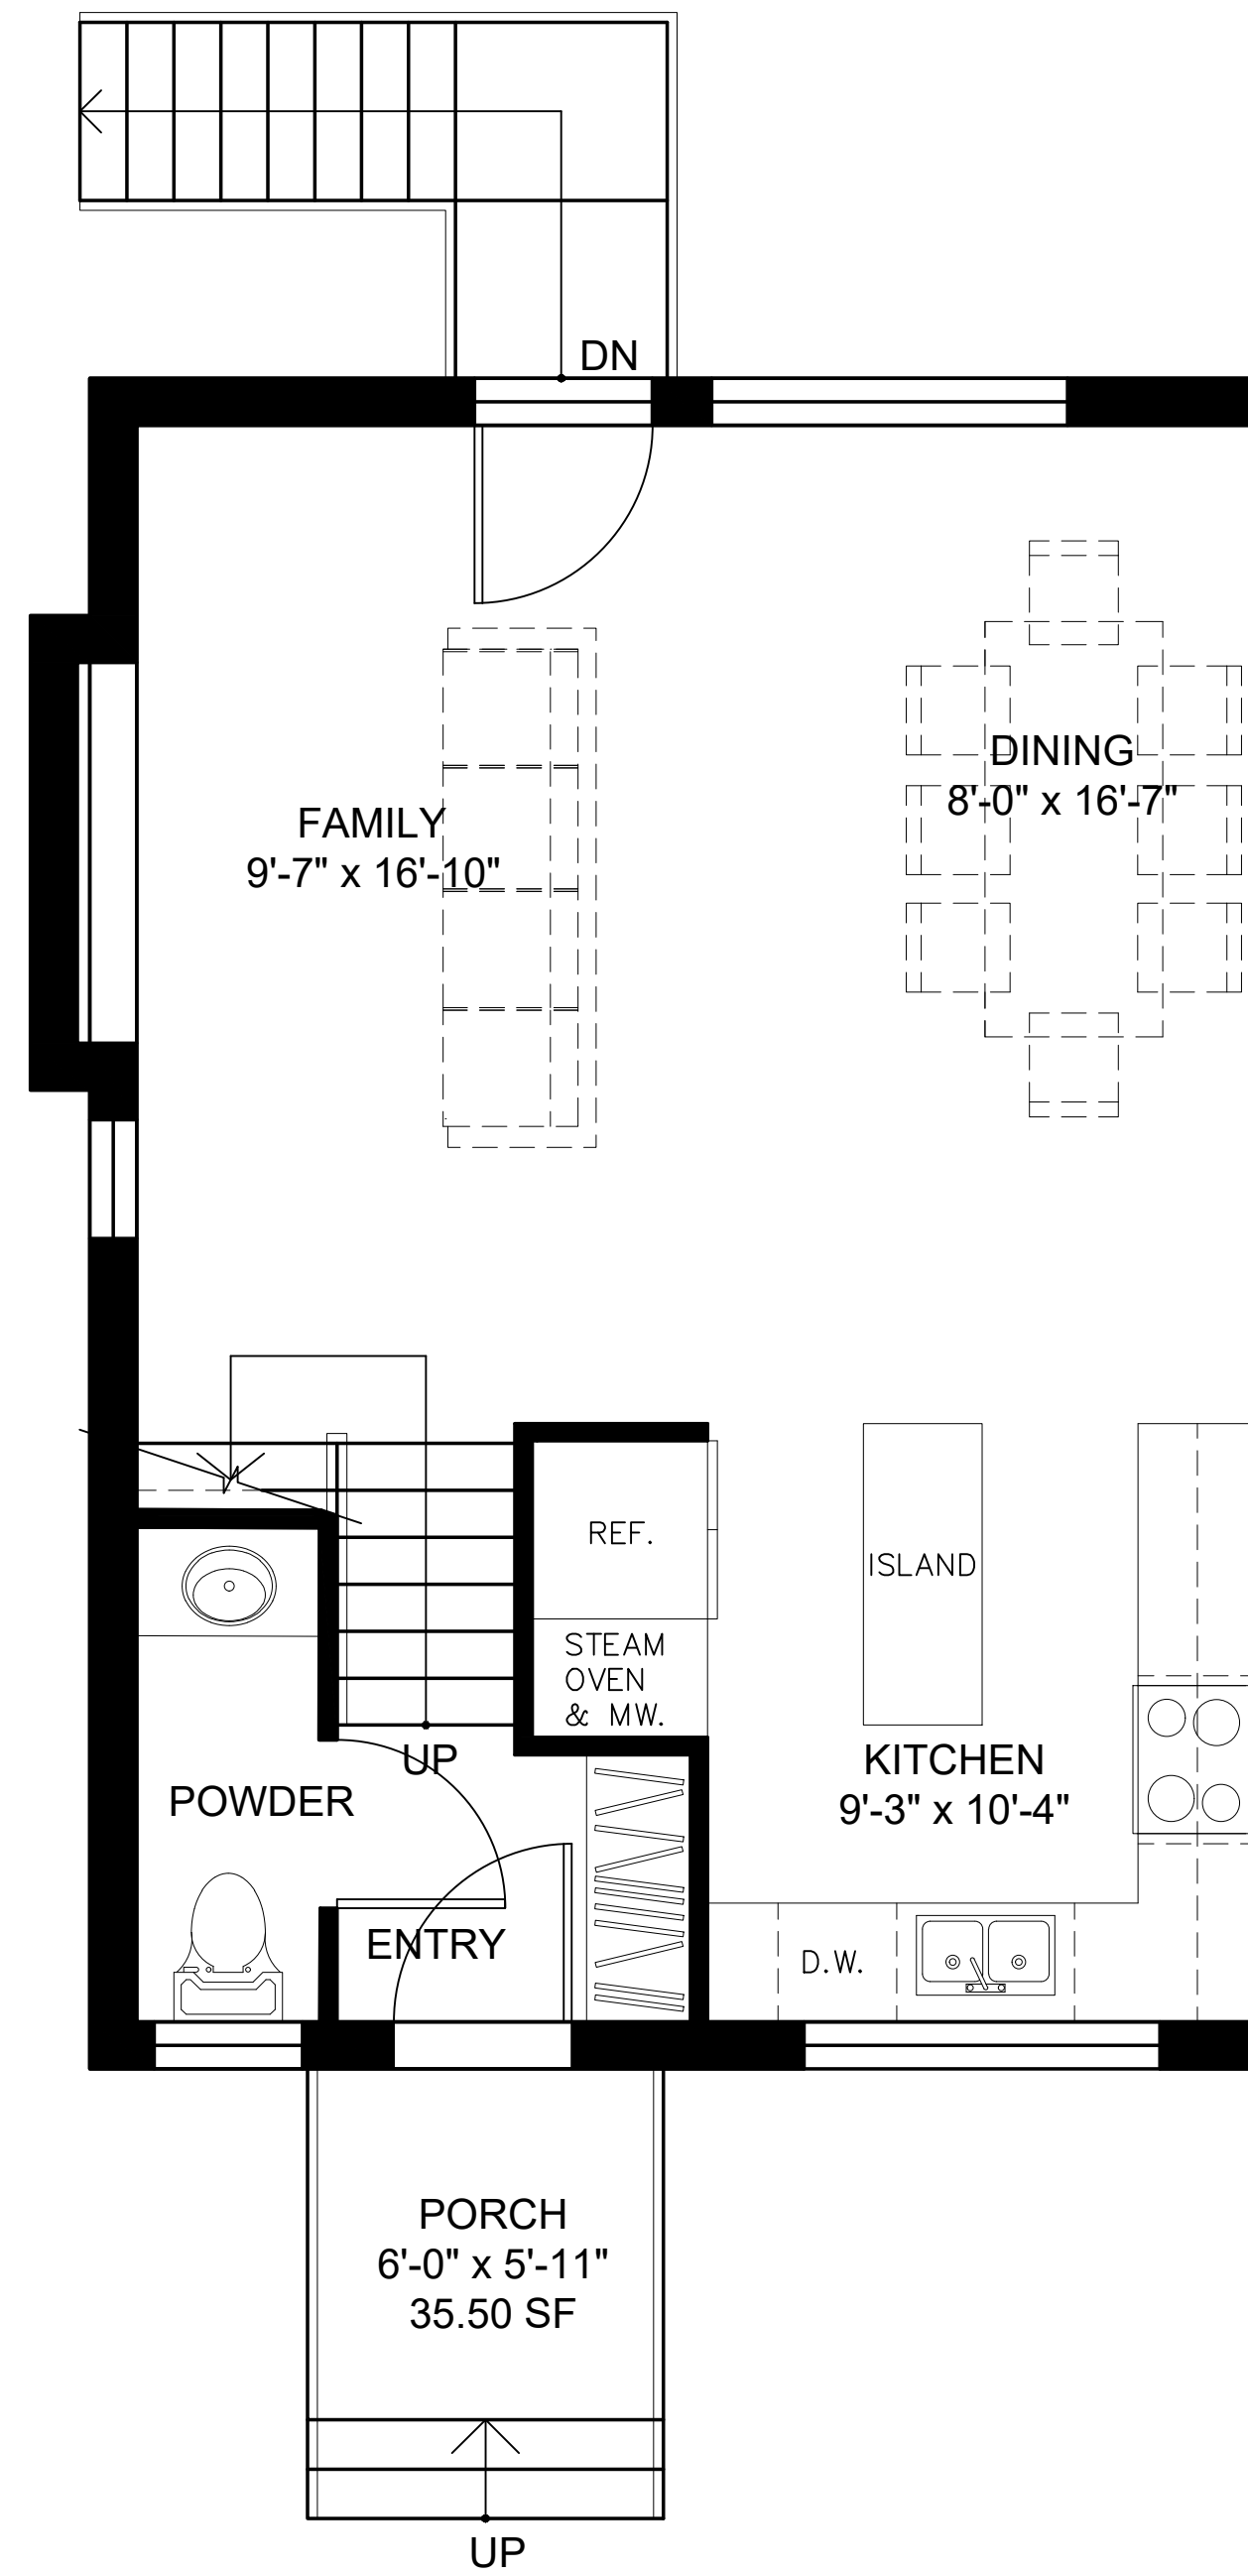 DN
DINING
8'-0" x 16'-7"
FAMILY
9'-7" x 16'-10"
REF.
ISLAND
STEAM
OVEN
& MW.
UP
KITCHEN
9'-3" x 10'-4"
POWDER
ENTRY
D.W.
PORCH
6'-0" x 5'-11"
35.50 SF
UP